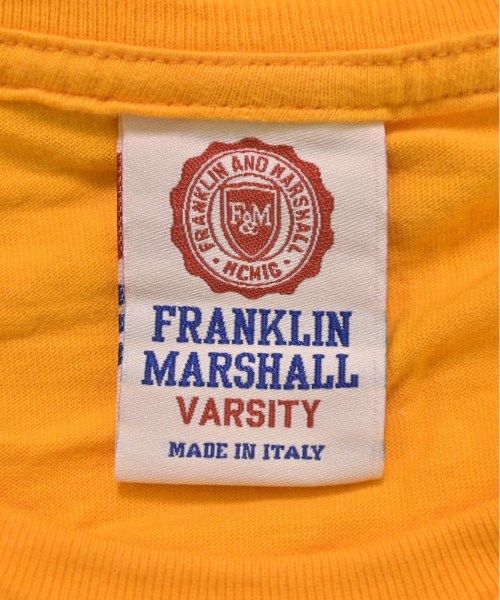 FRANKLIN AND MARSHALL
F&M
MCMIC
FRANKLIN
MARSHALL
VARSITY
MADE IN ITALY